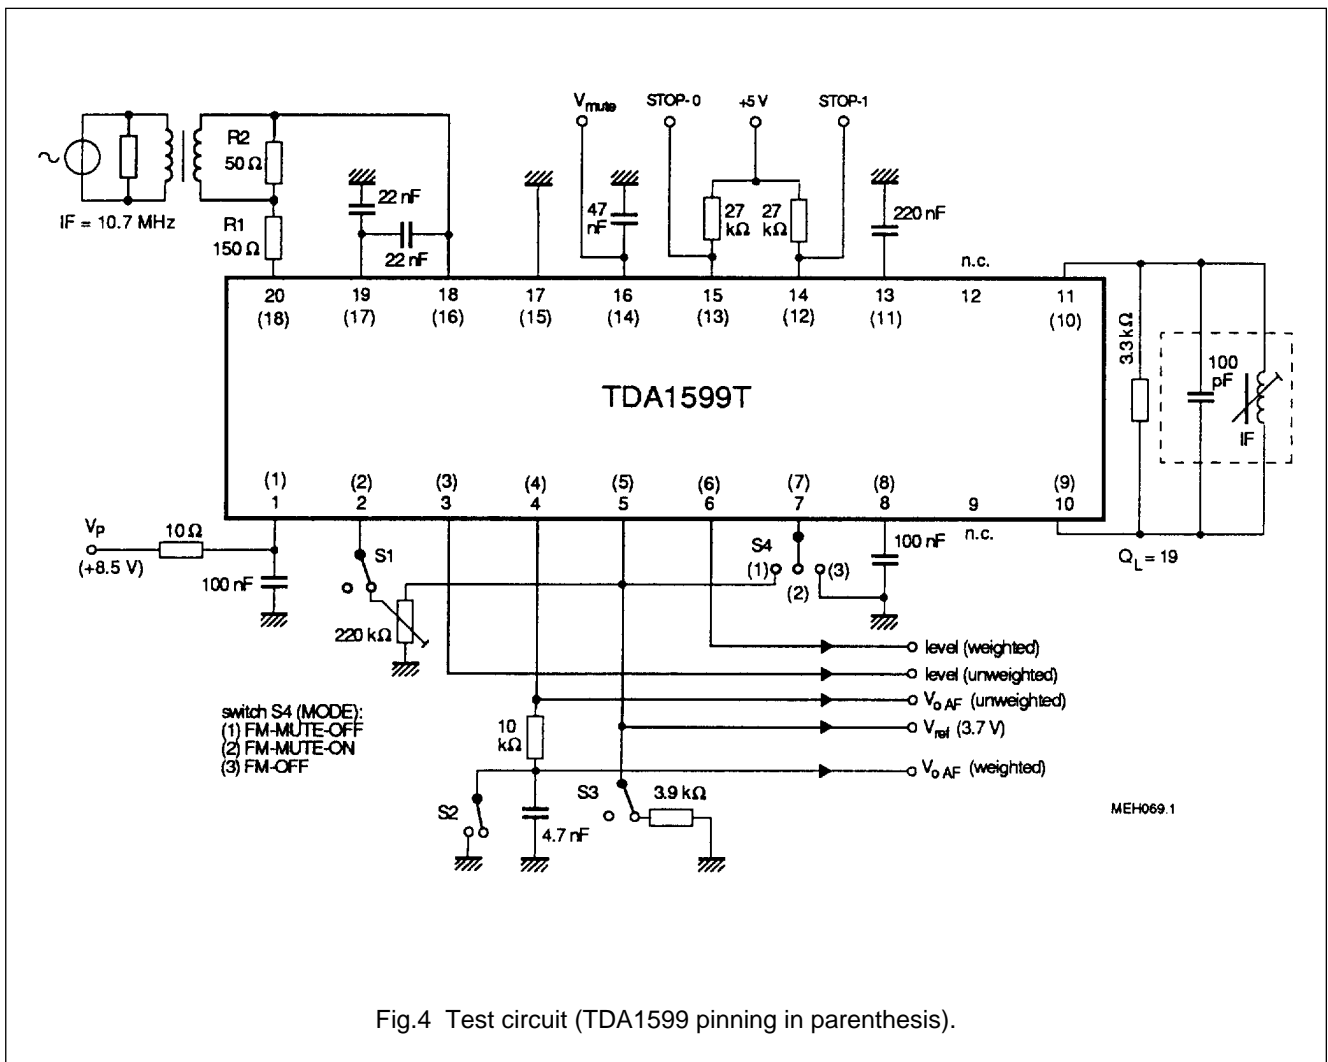 V mute
STOP-0
+5 V
STOP-1
R2
50 Ω
22 nF
47 nF
27 kΩ
27 kΩ
220 nF
IF = 10.7 MHz
R1
150 Ω
22 nF
n.c.
20 19 18 17 16 15 14 13 12 11
(18) (17) (16) (15) (14) (13) (12) (11) (10)
3.3 kΩ
100 pF
IF
TDA1599T
(1) (2) (3) (4) (5) (6) (7) (8) (9)
1 2 3 4 5 6 7 8 9 10
n.c.
VP
(+8.5 V)
10 Ω
100 nF
S1
220 kΩ
S4
(1)
(2)
(3)
100 nF
QL = 19
level (weighted)
level (unweighted)
Vo AF (unweighted)
Vref (3.7 V)
Vo AF (weighted)
switch S4 (MODE):
(1) FM-MUTE-OFF
(2) FM-MUTE-ON
(3) FM-OFF
10 kΩ
S2
4.7 nF
S3
3.9 kΩ
MEH069.1
Fig.4 Test circuit (TDA1599 pinning in parenthesis).